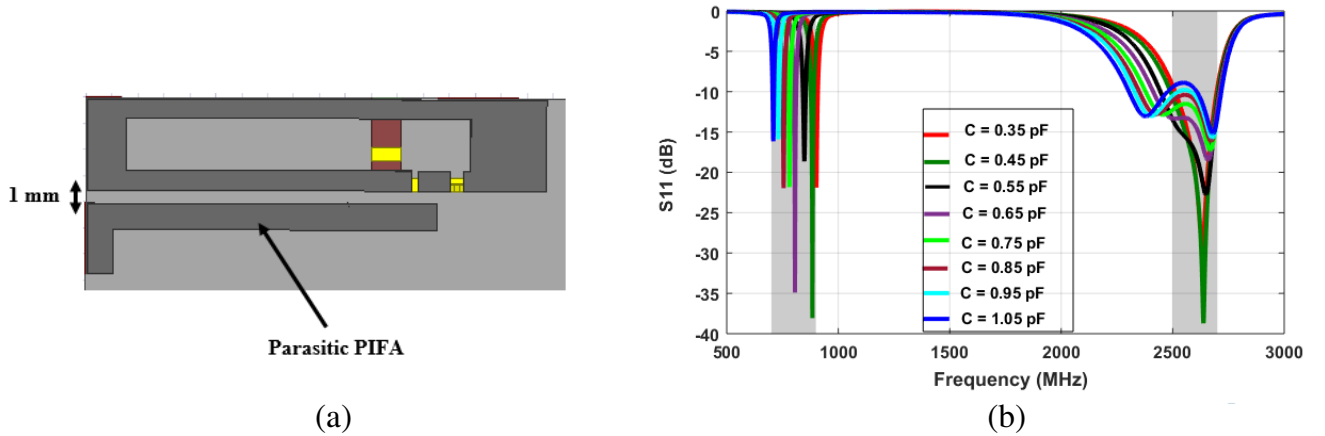 1 mm
Parasitic PIFA
(a)
0
-5
-10
-15
-20
-25
-30
-35
-40
S11 (dB)
C = 0.35 pF
C = 0.45 pF
C = 0.55 pF
C = 0.65 pF
C = 0.75 pF
C = 0.85 pF
C = 0.95 pF
C = 1.05 pF
500
1000
1500
2000
2500
3000
Frequency (MHz)
(b)